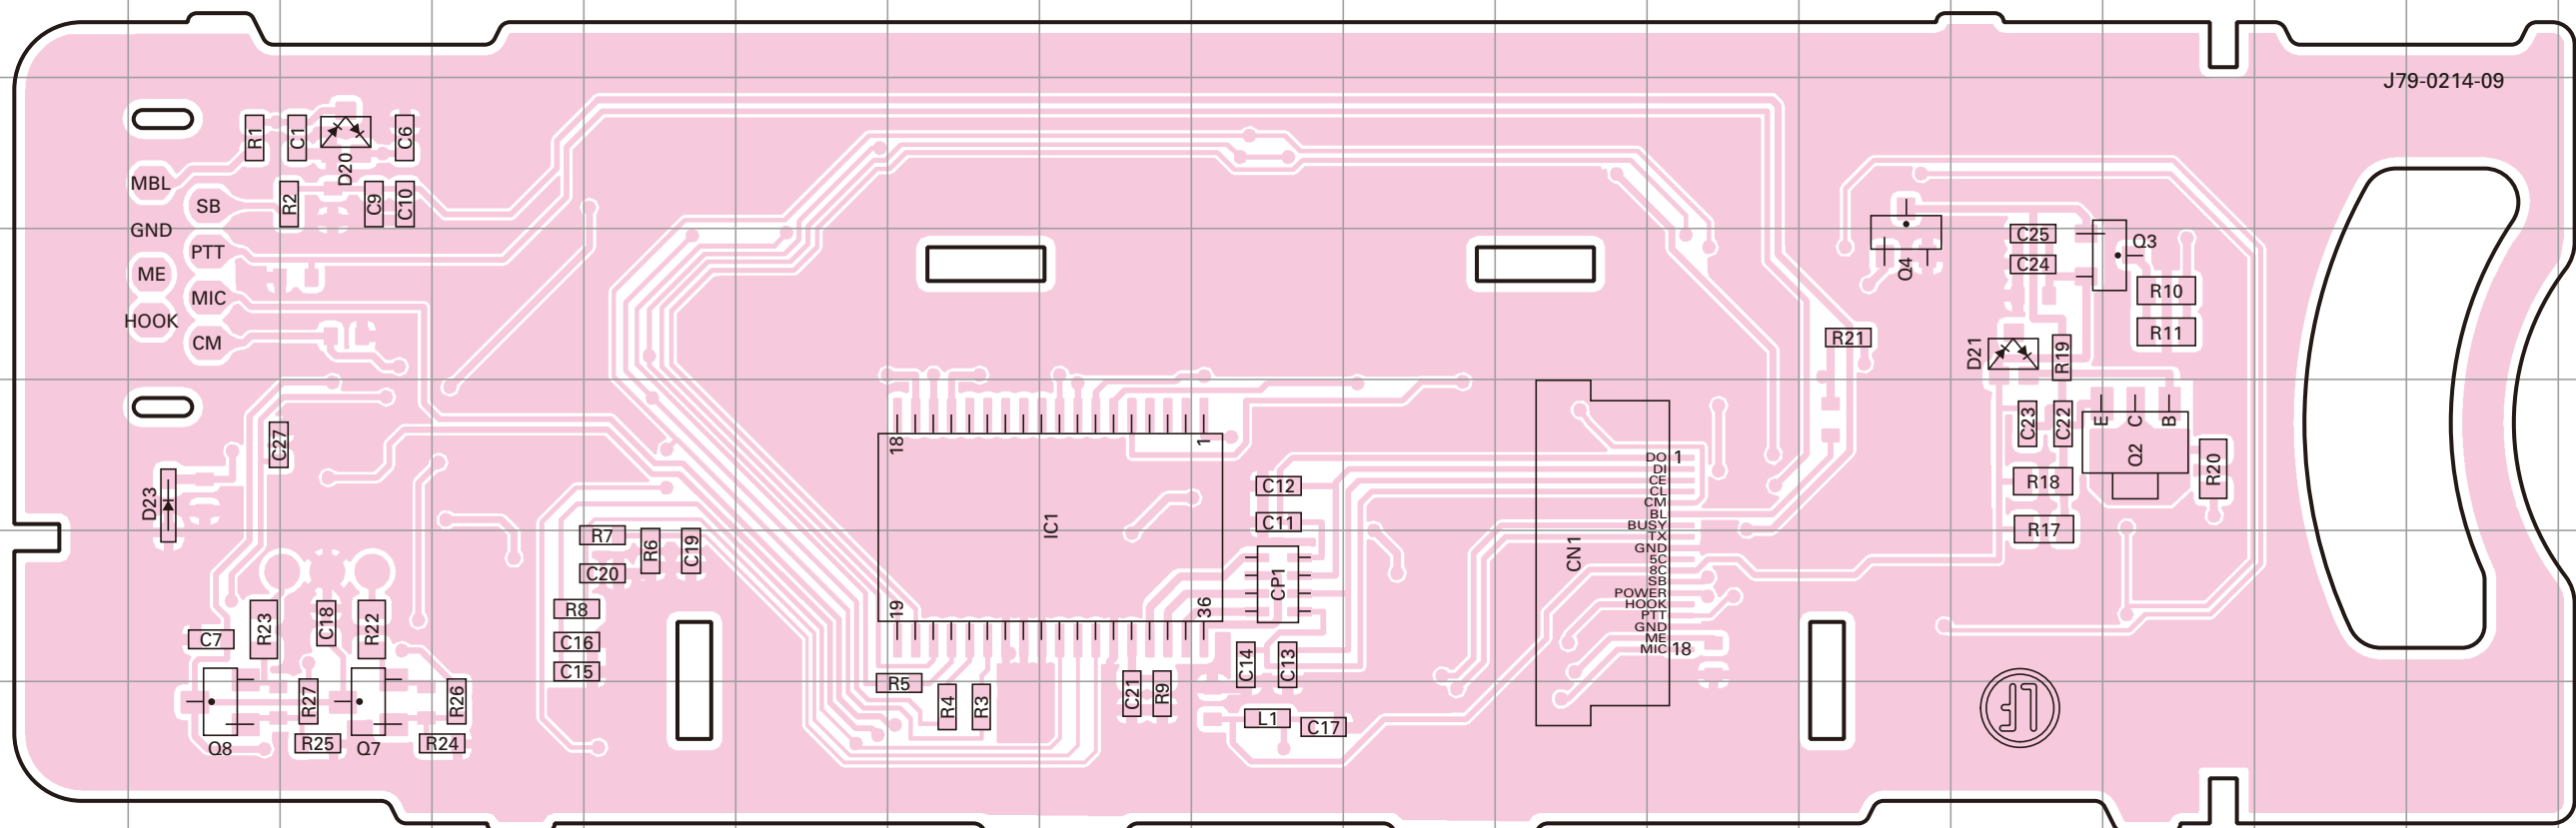 J79-0214-09
R1
C1
D20
C6
MBL
SB
R2
C9
C10
GND
PTT
ME
MIC
HOOK
CM
C27
D23
R7
R6
C19
C20
R8
C16
C15
C7
R23
C18
R22
R27
R26
Q8
R25
Q7
R24
18
1
IC1
19
36
R5
R4
R3
C21
R9
C12
C11
CP1
C14
C13
L1
C17
CN1
DO 1
DI
CE
CL
CM
BL
BUSY
TX
GND
5C
8C
SB
POWER
HOOK
PTT
GND
ME
MIC 18
R21
Q4
C25
C24
Q3
R10
R11
D21
R19
C23
C22
E
C
B
Q2
R20
R18
R17